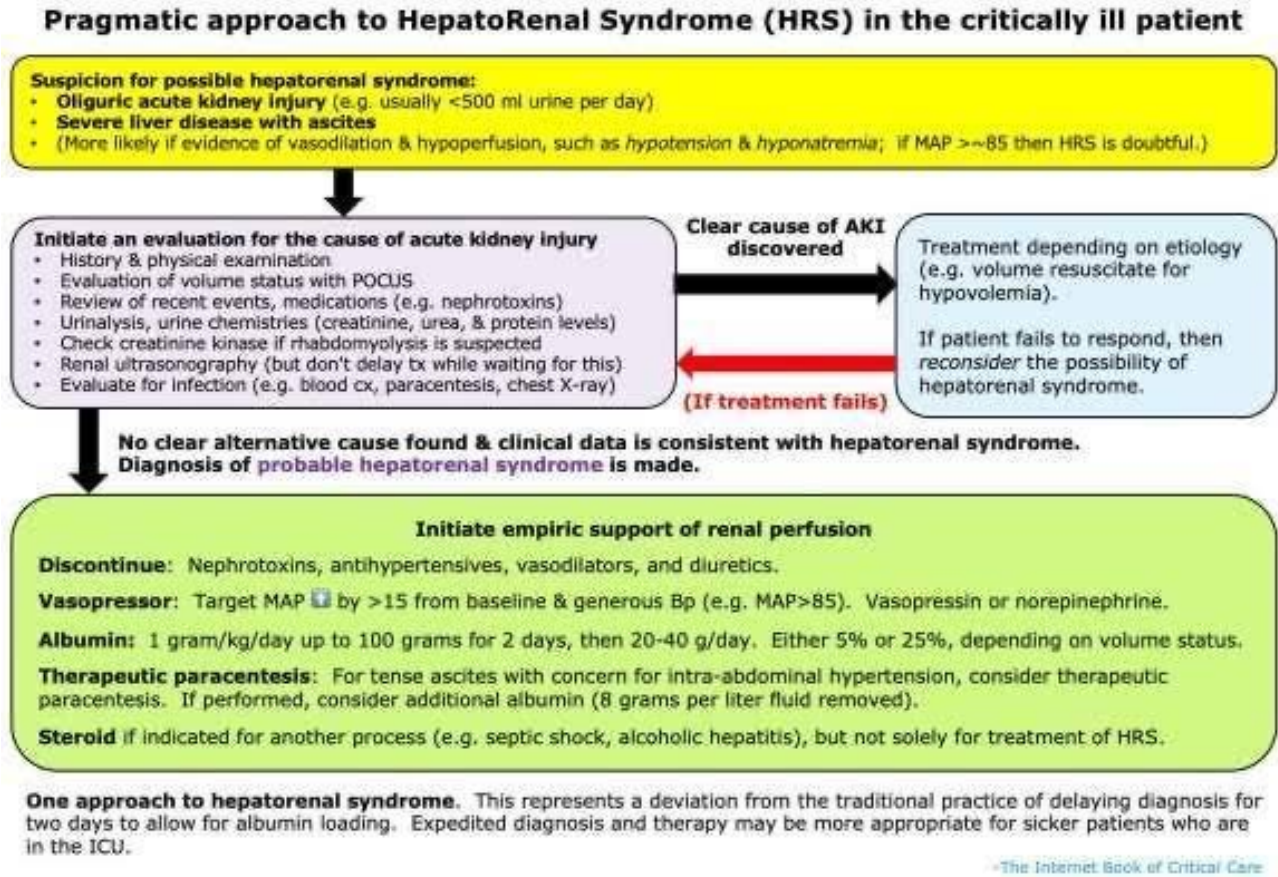 Pragmatic approach to HepatoRenal Syndrome (HRS) in the critically ill patient
Suspicion for possible hepatorenal syndrome:
• Oliguric acute kidney injury (e.g. usually <500 ml urine per day)
• Severe liver disease with ascites
• (More likely if evidence of vasodilation & hypoperfusion, such as hypotension & hyponatremia; if MAP >~85 then HRS is doubtful.)
Initiate an evaluation for the cause of acute kidney injury
• History & physical examination
• Evaluation of volume status with POCUS
• Review of recent events, medications (e.g. nephrotoxins)
• Urinalysis, urine chemistries (creatinine, urea, & protein levels)
• Check creatinine kinase if rhabdomyolysis is suspected
• Renal ultrasonography (but don't delay tx while waiting for this)
• Evaluate for infection (e.g. blood cx, paracentesis, chest X-ray)
Clear cause of AKI
discovered
Treatment depending on etiology
(e.g. volume resuscitate for
hypovolemia).
If patient fails to respond, then
reconsider the possibility of
hepatorenal syndrome.
(If treatment fails)
No clear alternative cause found & clinical data is consistent with hepatorenal syndrome.
Diagnosis of probable hepatorenal syndrome is made.
Initiate empiric support of renal perfusion
Discontinue: Nephrotoxins, antihypertensives, vasodilators, and diuretics.
Vasopressor: Target MAP ⬆ by >15 from baseline & generous Bp (e.g. MAP>85). Vasopressin or norepinephrine.
Albumin: 1 gram/kg/day up to 100 grams for 2 days, then 20-40 g/day. Either 5% or 25%, depending on volume status.
Therapeutic paracentesis: For tense ascites with concern for intra-abdominal hypertension, consider therapeutic
paracentesis. If performed, consider additional albumin (8 grams per liter fluid removed).
Steroid if indicated for another process (e.g. septic shock, alcoholic hepatitis), but not solely for treatment of HRS.
One approach to hepatorenal syndrome. This represents a deviation from the traditional practice of delaying diagnosis for
two days to allow for albumin loading. Expedited diagnosis and therapy may be more appropriate for sicker patients who are
in the ICU.
-The Internet Book of Critical Care